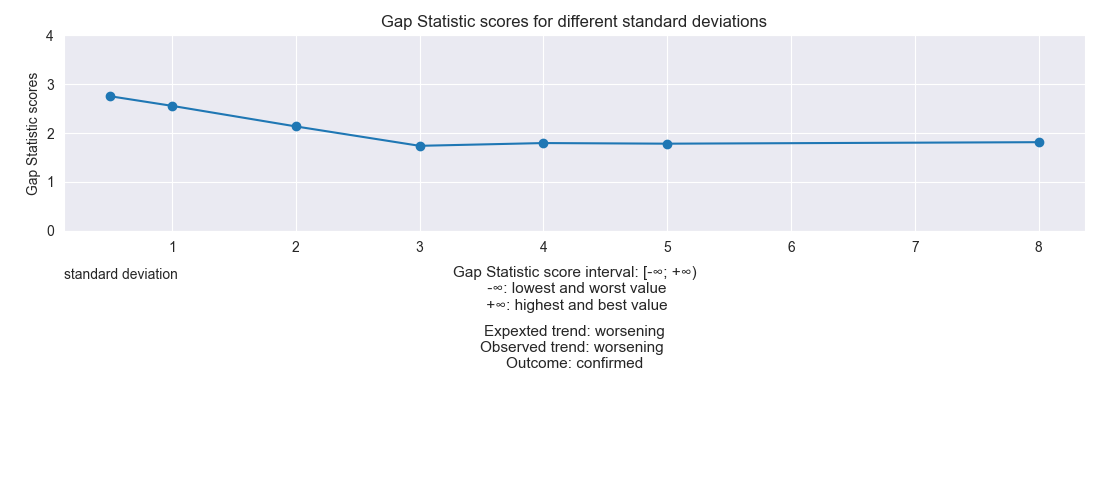 Gap Statistic scores for different standard deviations
Gap Statistic scores
4
3
2
1
0
1 2 3 4 5 6 7 8
standard deviation
Gap Statistic score interval: [-∞; +∞)
-∞: lowest and worst value
+∞: highest and best value
Expexted trend: worsening
Observed trend: worsening
Outcome: confirmed